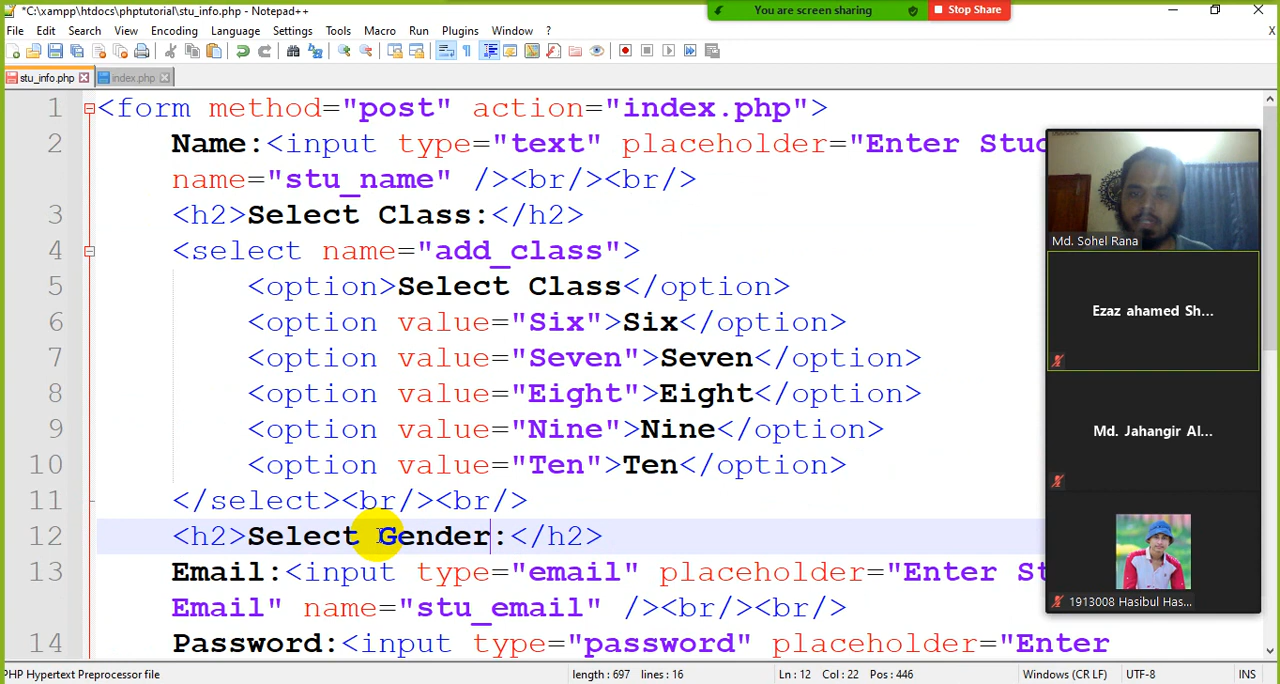 *C:\xampp\htdocs\phptutorial\stu_info.php - Notepad++
You are screen sharing
Stop Share
File Edit Search View Encoding Language Settings Tools Macro Run Plugins Window ?
X
stu_info.php index.php
1 <form method="post" action="index.php">
2 Name:<input type="text" placeholder="Enter Stu
name="stu_name" /><br/><br/>
3 <h2>Select Class:</h2>
4 <select name="add_class">
5 <option>Select Class</option>
6 <option value="Six">Six</option>
7 <option value="Seven">Seven</option>
8 <option value="Eight">Eight</option>
9 <option value="Nine">Nine</option>
10 <option value="Ten">Ten</option>
11 </select><br/><br/>
12 <h2>Select Gender:</h2>
13 Email:<input type="email" placeholder="Enter St
Email" name="stu_email" /><br/><br/>
14 Password:<input type="password" placeholder="Enter
Md. Sohel Rana
Ezaz ahamed Sh...
Md. Jahangir Al...
1913008 Hasibul Has...
PHP Hypertext Preprocessor file length : 697 lines : 16 Ln : 12 Col : 22 Pos : 446 Windows (CR LF) UTF-8 INS